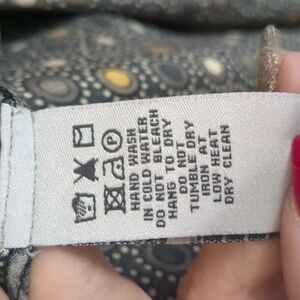 HAND WASH
IN COLD WATER
DO NOT BLEACH
HANG TO DRY
DO NOT
TUMBLE DRY
IRON AT
LOW HEAT
DRY CLEAN